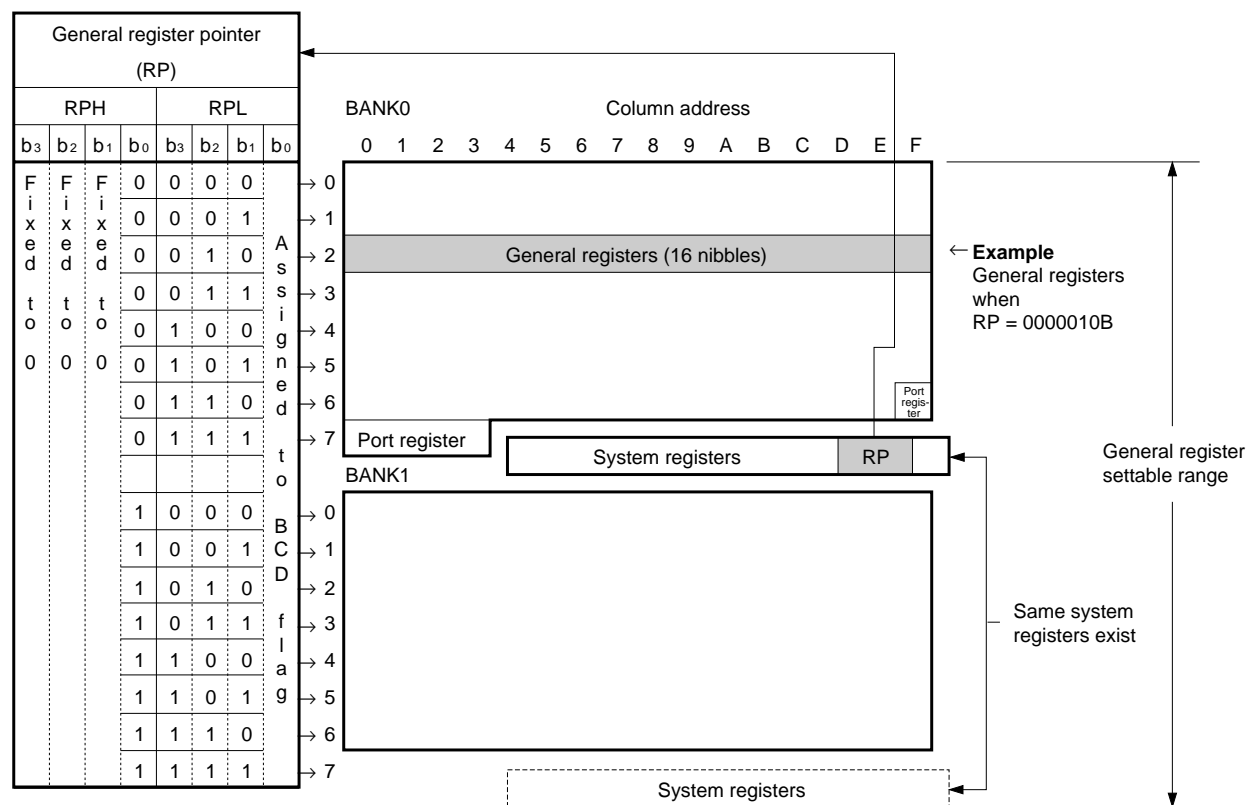 General register pointer
(RP)
RPH RPL
b3 b2 b1 b0 b3 b2 b1 b0
Fixed to 0
Fixed to 0
Fixed to 0
Assigned to BCD flag
BANK0 Column address
0 1 2 3 4 5 6 7 8 9 A B C D E F
0 0 0 0 → 0
0 0 0 1 → 1
0 0 1 0 → 2 General registers (16 nibbles)
0 0 1 1 → 3
0 1 0 0 → 4
0 1 0 1 → 5
0 1 1 0 → 6
0 1 1 1 → 7 Port register
Port
regis-
ter
← Example
General registers
when
RP = 0000010B
System registers RP
General register
settable range
BANK1
1 0 0 0 → 0
1 0 0 1 → 1
1 0 1 0 → 2
1 0 1 1 → 3
1 1 0 0 → 4
1 1 0 1 → 5
1 1 1 0 → 6
1 1 1 1 → 7
Same system
registers exist
System registers